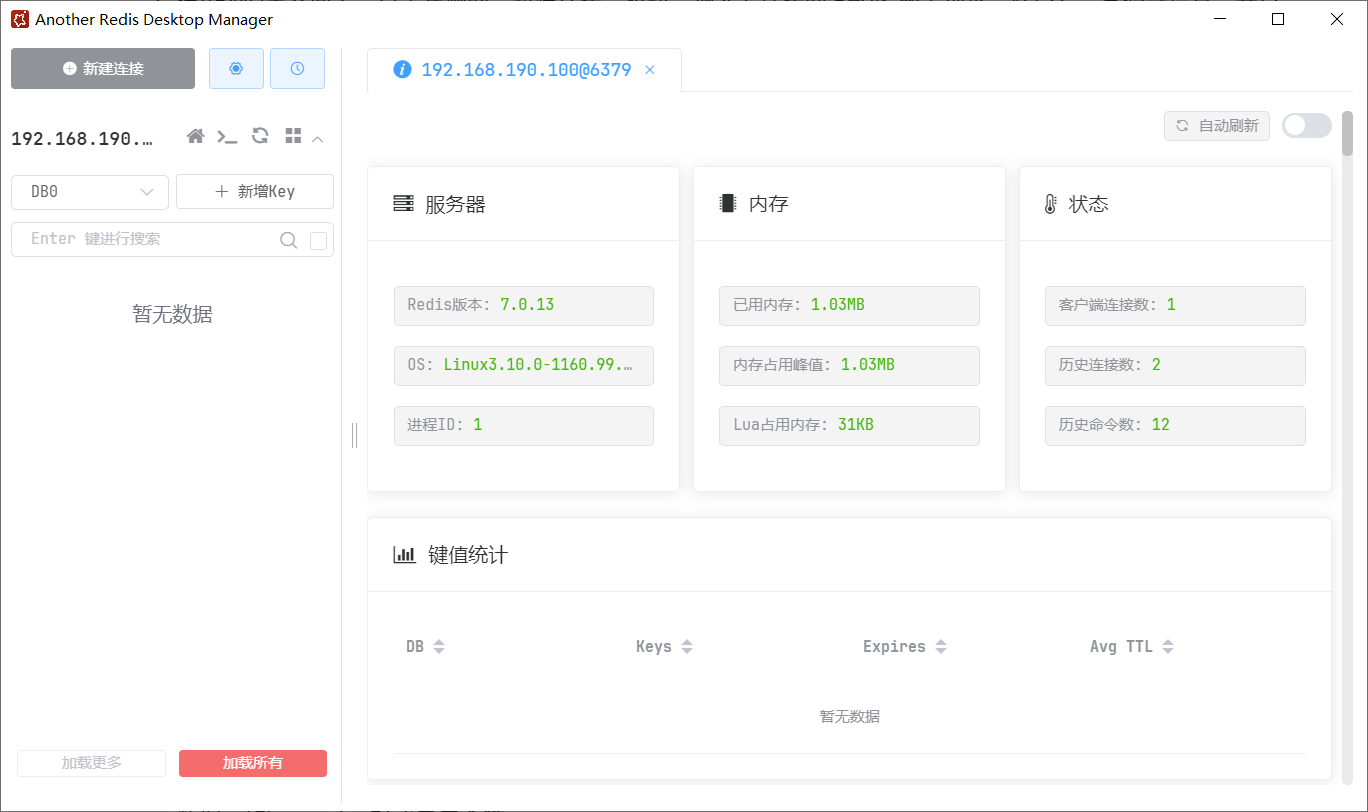 Another Redis Desktop Manager
新建连接
192.168.190.100@6379
192.168.190.…
自动刷新
DB0
新增Key
Enter 键进行搜索
暂无数据
服务器
Redis版本: 7.0.13
OS: Linux3.10.0-1160.99.…
进程ID: 1
内存
已用内存: 1.03MB
内存占用峰值: 1.03MB
Lua占用内存: 31KB
状态
客户端连接数: 1
历史连接数: 2
历史命令数: 12
键值统计
DB Keys Expires Avg TTL
暂无数据
加载更多
加载所有